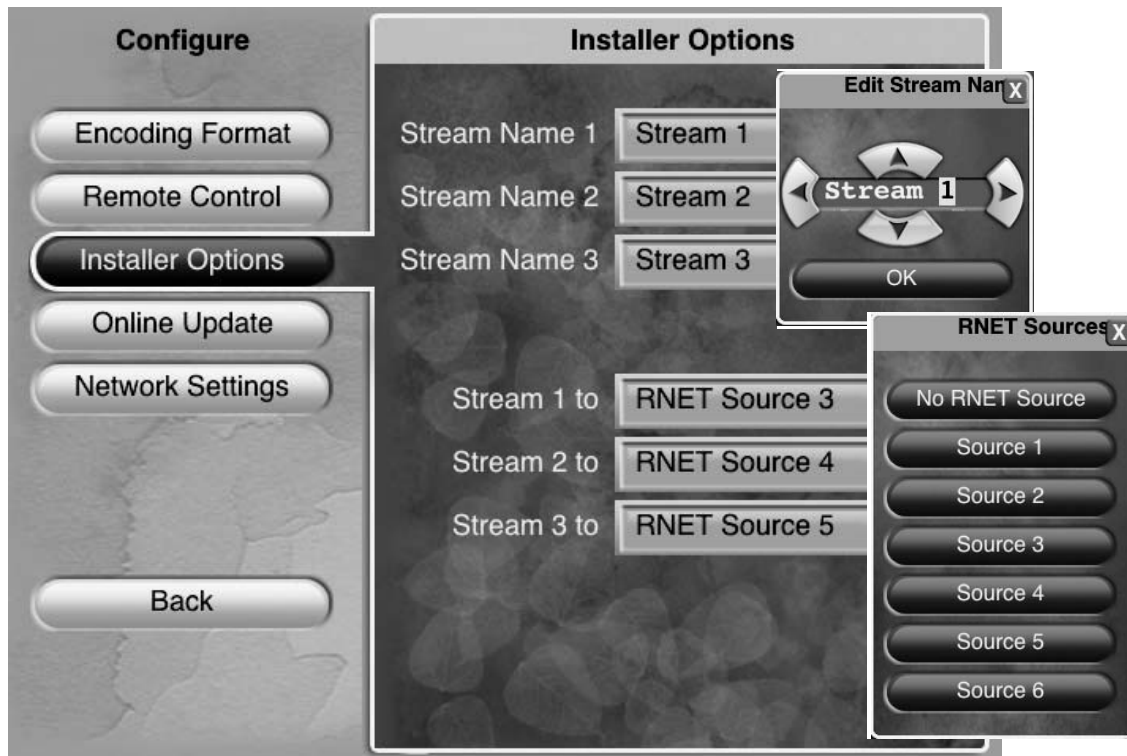 Configure
Encoding Format
Remote Control
Installer Options
Online Update
Network Settings
Back
Installer Options
Stream Name 1 Stream 1
Stream Name 2 Stream 2
Stream Name 3 Stream 3
Stream 1 to RNET Source 3
Stream 2 to RNET Source 4
Stream 3 to RNET Source 5
Edit Stream Nam
X
Stream 1
OK
RNET Sources
X
No RNET Source
Source 1
Source 2
Source 3
Source 4
Source 5
Source 6